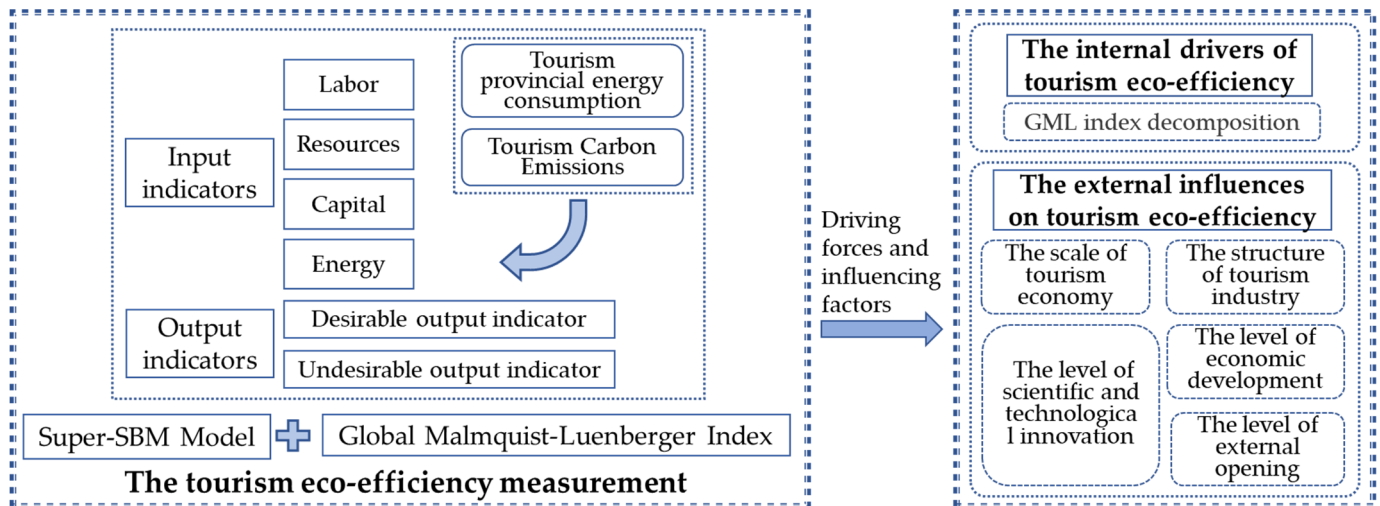 Labor
Resources
Capital
Energy
Input
indicators
Tourism
provincial energy
consumption
Tourism Carbon
Emissions
Output
indicators
Desirable output indicator
Undesirable output indicator
Super-SBM Model
Global Malmquist-Luenberger Index
The tourism eco-efficiency measurement
Driving
forces and
influencing
factors
The internal drivers of
tourism eco-efficiency
GML index decomposition
The external influences
on tourism eco-efficiency
The scale of
tourism
economy
The structure
of tourism
industry
The level of
scientific and
technologica
l innovation
The level of
economic
development
The level of
external
opening